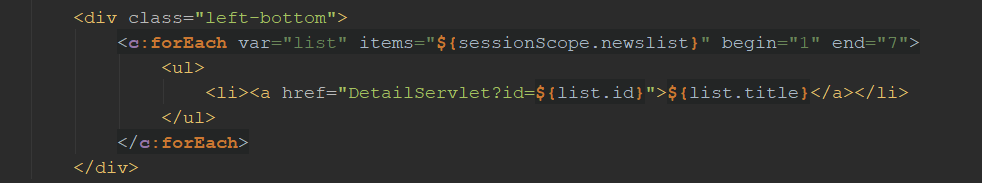 <div class="left-bottom">
<c:forEach var="list" items="${sessionScope.newslist}" begin="1" end="7">
<ul>
<li><a href="DetailServlet?id=${list.id}">${list.title}</a></li>
</ul>
</c:forEach>
</div>